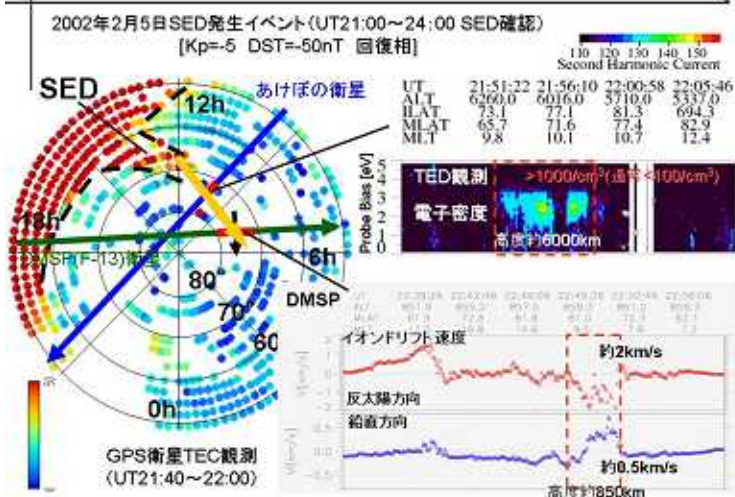 2002年2月5日SED発生イベント(UT21:00～24:00 SED確認)
[Kp=-5 DST=-50nT 回復相]
110 120 130 140 150
Second Harmonic Current
SED
12h
あけぼの衛星
UT 21:51:22 21:56:10 22:00:58 22:05:46
ALT 6260.0 6016.0 5710.0 5337.0
ILAT 73.1 77.1 81.3 694.3
MLAT 65.7 71.6 77.4 82.9
MLT 9.8 10.1 10.7 12.4
Probe Bias [eV]
5
4
3
2
1
0
TED観測
>1000/cm³(通常<100/cm³)
電子密度
高度約6000km
18h
DMSP(F-13)衛星
6h
80°
70°
60
DMSP
0h
GPS衛星TEC観測
(UT21:40～22:00)
イオンドリフト速度
約2km/s
反太陽方向
鉛直方向
約0.5km/s
高度約850km